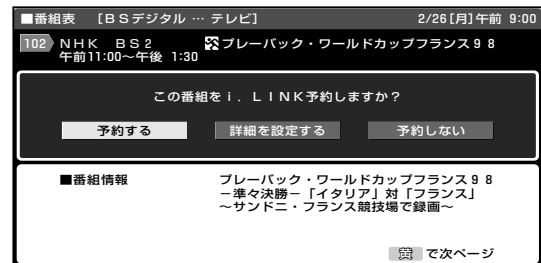 ■番組表　[ＢＳデジタル … テレビ]　2/26[月]午前 9:00
102 ＮＨＫ　ＢＳ２　プレーバック・ワールドカップフランス９８
午前11:00～午後 1:30
この番組をｉ．ＬＩＮＫ予約しますか？
予約する　詳細を設定する　予約しない
■番組情報　プレーバック・ワールドカップフランス９８
－準々決勝－「イタリア」対「フランス」
～サンドニ・フランス競技場で録画～
黄 で次ページ